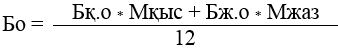 Бо = Бқ.о * Мқыс + Бж.о * Мжаз
12